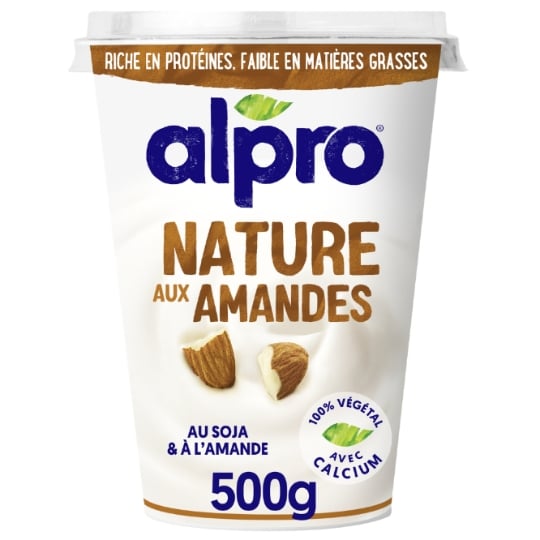 RICHE EN PROTÉINES, FAIBLE EN MATIÈRES GRASSES
alpro®
NATURE
AUX AMANDES
AU SOJA
& À L'AMANDE
100% VÉGÉTAL
AVEC
CALCIUM
500g